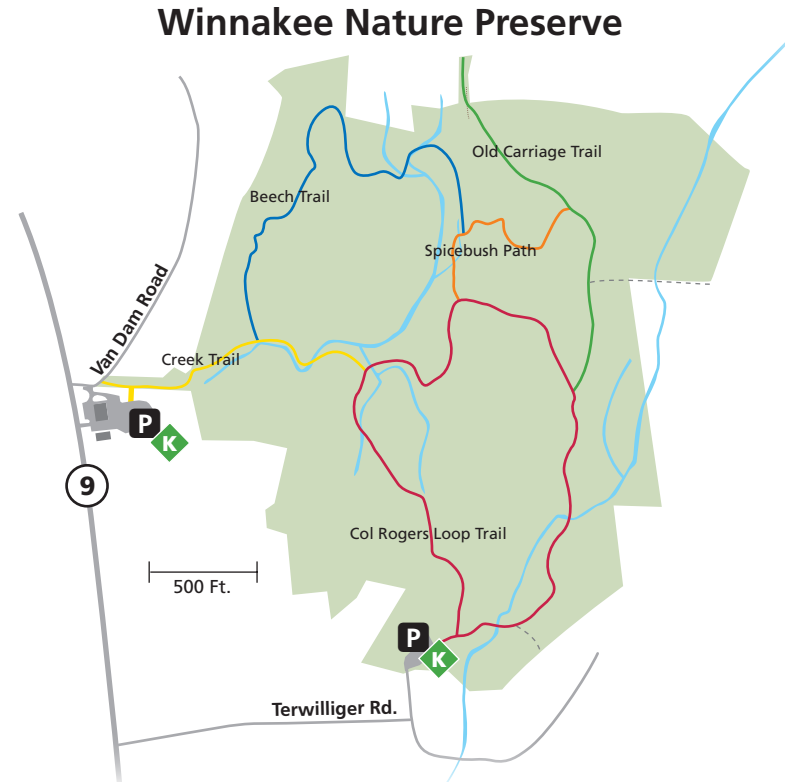 Winnakee Nature Preserve
Old Carriage Trail
Beech Trail
Spicebush Path
Van Dam Road
Creek Trail
P
K
9
Col Rogers Loop Trail
500 Ft.
P
K
Terwilliger Rd.